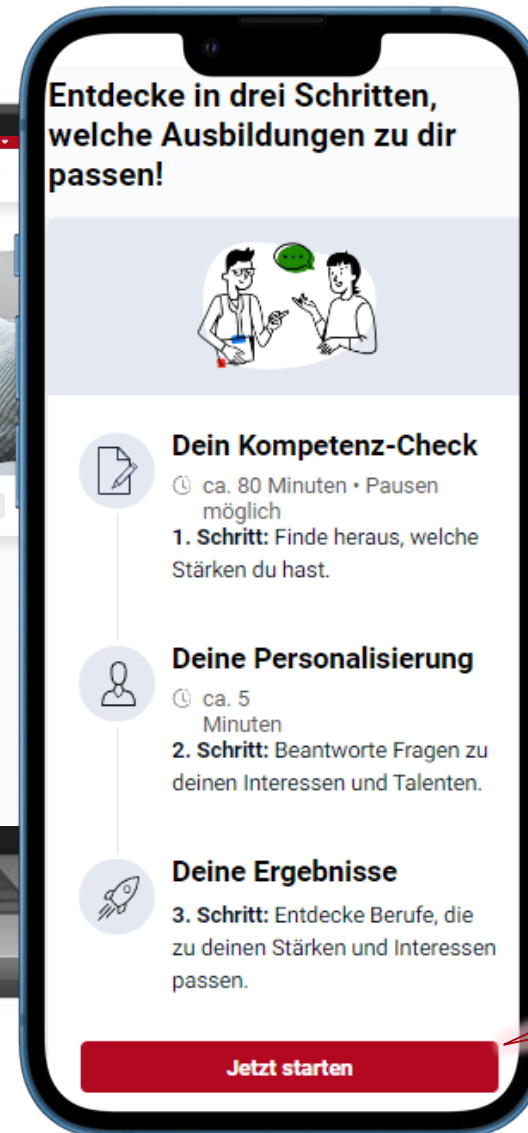 Entdecke in drei Schritten,
welche Ausbildungen zu dir
passen!
Dein Kompetenz-Check
ca. 80 Minuten • Pausen
möglich
1. Schritt: Finde heraus, welche
Stärken du hast.
Deine Personalisierung
ca. 5
Minuten
2. Schritt: Beantworte Fragen zu
deinen Interessen und Talenten.
Deine Ergebnisse
3. Schritt: Entdecke Berufe, die
zu deinen Stärken und Interessen
passen.
Jetzt starten